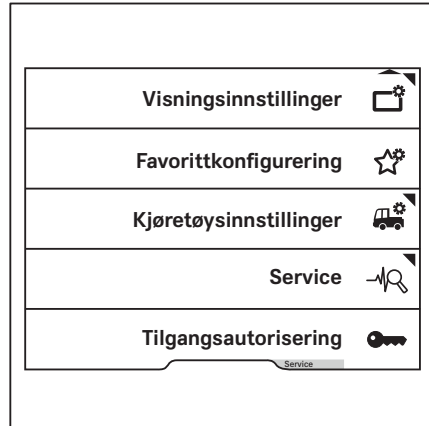 Visningsinnstillinger
Favorittkonfigurering
Kjøretøysinnstillinger
Service
Tilgangsautorisering
Service